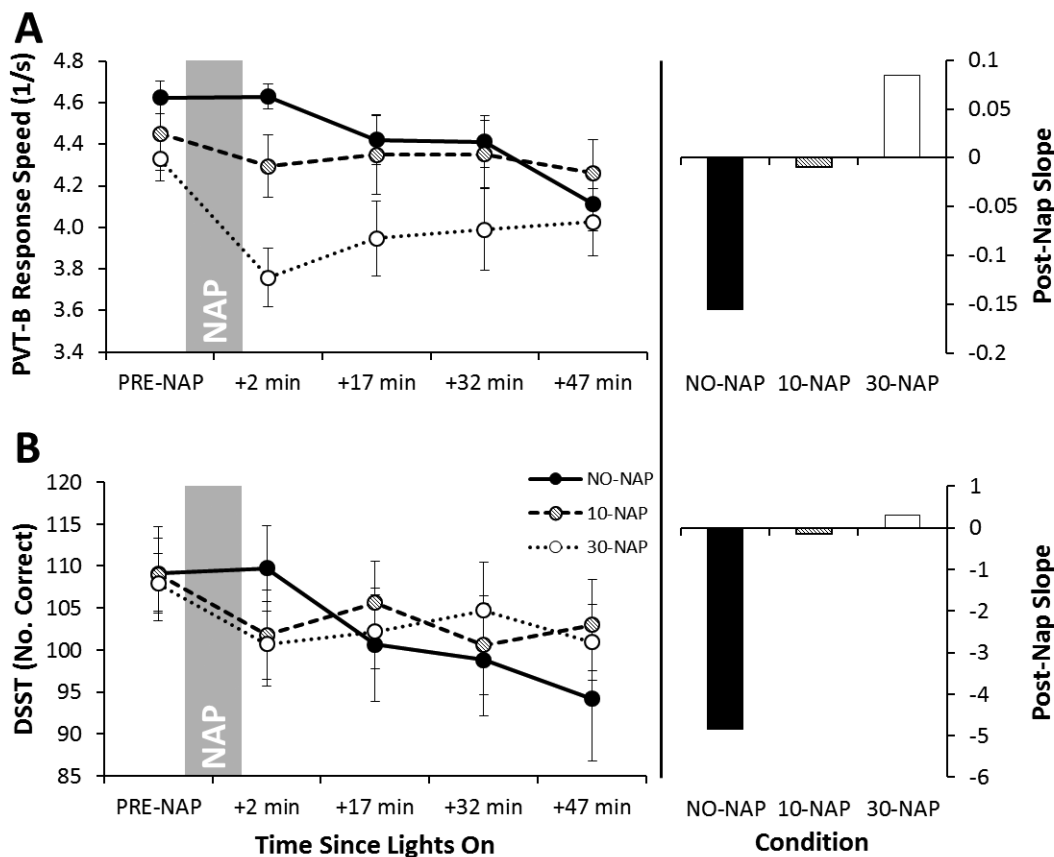 A
PVT-B Response Speed (1/s)
4.8
4.6
4.4
4.2
4.0
3.8
3.6
3.4
NAP
PRE-NAP +2 min +17 min +32 min +47 min
0.1
0.05
0
-0.05
-0.1
-0.15
-0.2
Post-Nap Slope
NO-NAP 10-NAP 30-NAP
B
DSST (No. Correct)
120
115
110
105
100
95
90
85
NAP
NO-NAP
10-NAP
30-NAP
PRE-NAP +2 min +17 min +32 min +47 min
Time Since Lights On
1
0
-1
-2
-3
-4
-5
-6
Post-Nap Slope
NO-NAP 10-NAP 30-NAP
Condition